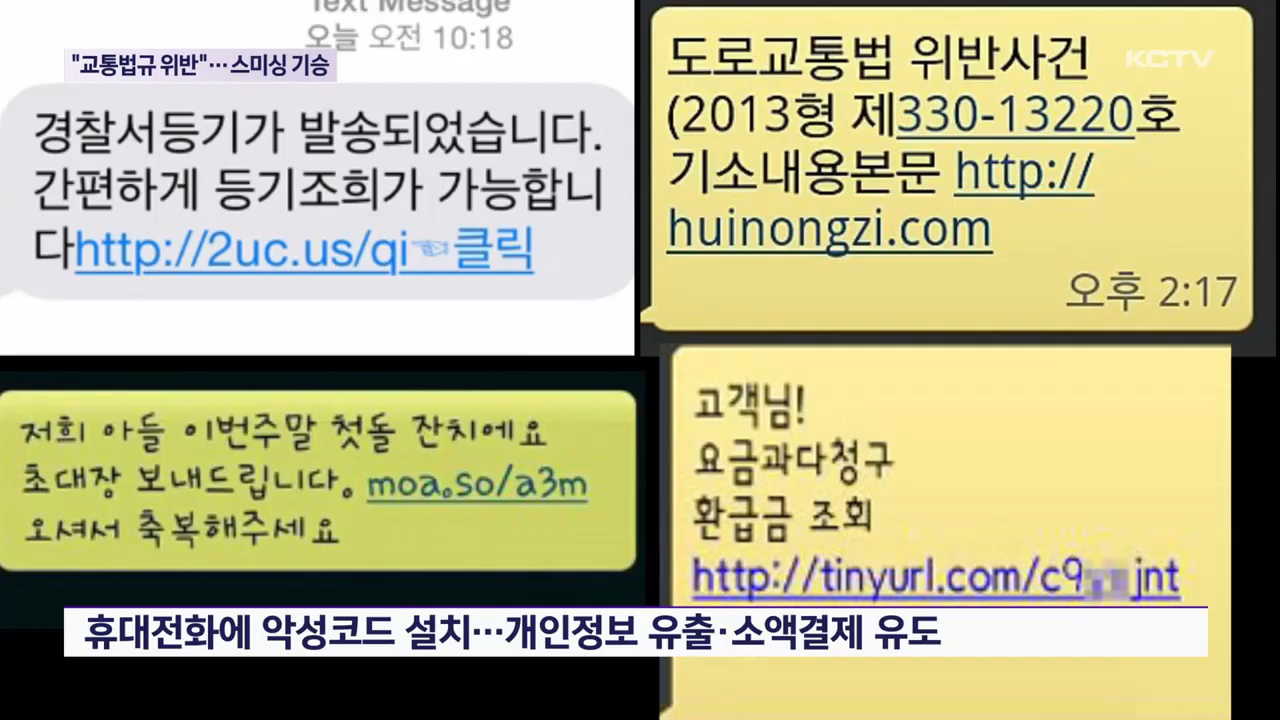 Text Message
오늘 오전 10:18
"교통법규 위반"…스미싱 기승
경찰서등기가 발송되었습니다.
간편하게 등기조희가 가능합니
다http://2uc.us/qi☜클릭
KCTV
도로교통법 위반사건
(2013형 제330-13220호
기소내용본문 http://
huinongzi.com
오후 2:17
저희 아들 이번주말 첫돌 잔치에요
초대장 보내드립니다. moa.so/a3m
오셔서 축복해주세요
고객님!
요금과다청구
환급금 조회
http://tinyurl.com/c9 jnt
휴대전화에 악성코드 설치…개인정보 유출·소액결제 유도